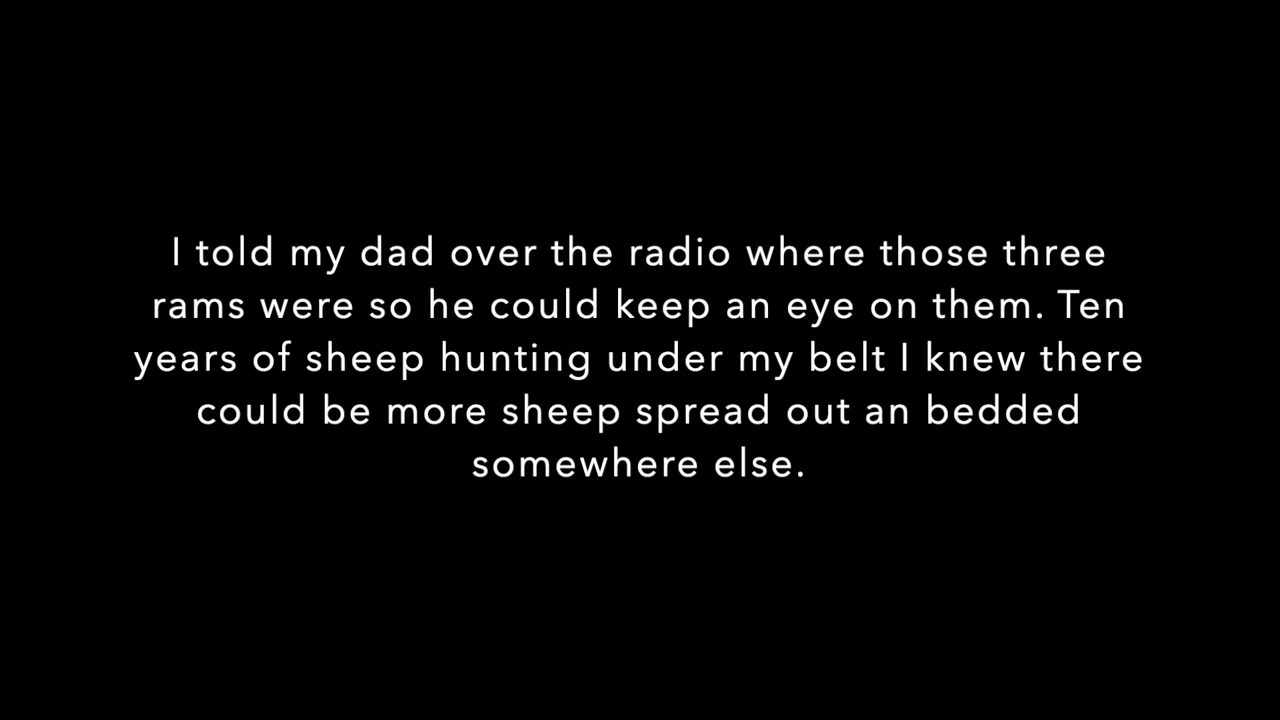 I told my dad over the radio where those three
rams were so he could keep an eye on them. Ten
years of sheep hunting under my belt I knew there
could be more sheep spread out an bedded
somewhere else.